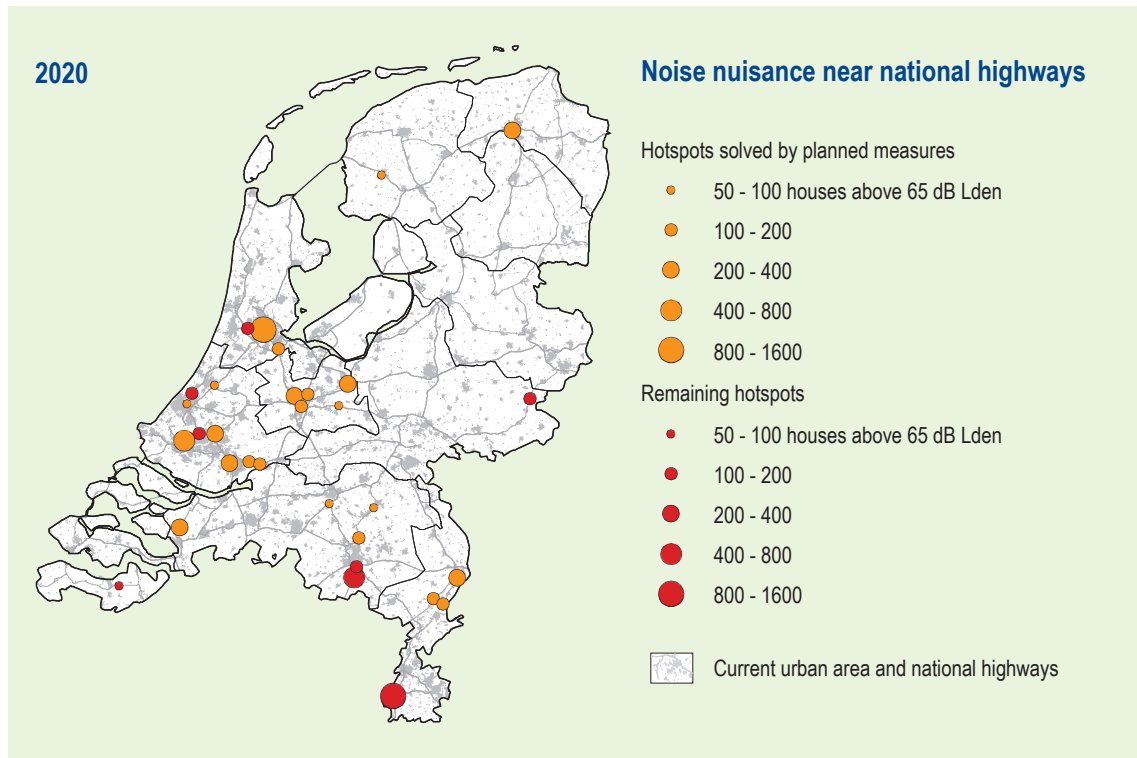 2020
Noise nuisance near national highways
Hotspots solved by planned measures
50 - 100 houses above 65 dB Lden
100 - 200
200 - 400
400 - 800
800 - 1600
Remaining hotspots
50 - 100 houses above 65 dB Lden
100 - 200
200 - 400
400 - 800
800 - 1600
Current urban area and national highways